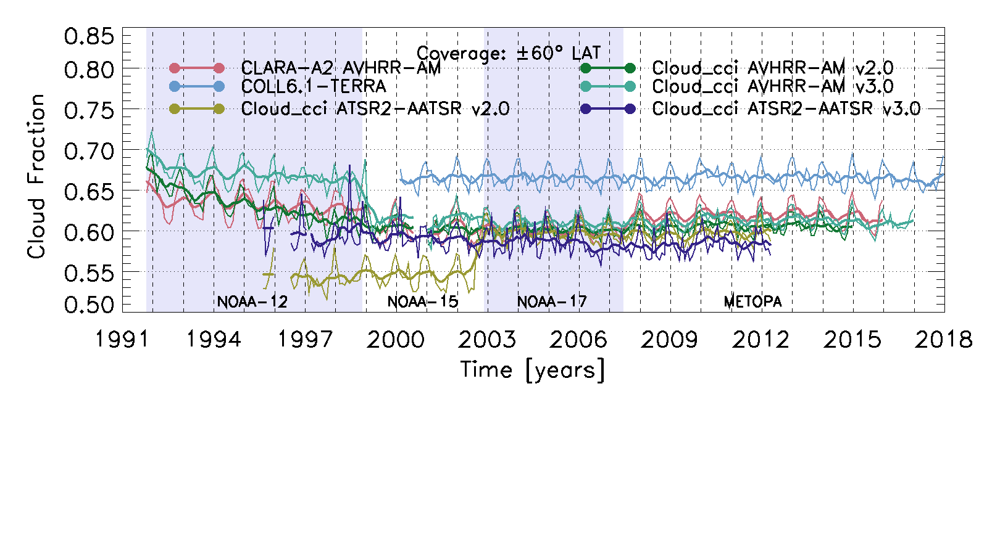 0.85
Coverage: ±60° LAT
0.80
CLARA-A2 AVHRR-AM
Cloud_cci AVHRR-AM v2.0
COLL6.1-TERRA
Cloud_cci AVHRR-AM v3.0
0.75
Cloud_cci ATSR2-AATSR v2.0
Cloud_cci ATSR2-AATSR v3.0
0.70
0.65
0.60
0.55
0.50
Cloud Fraction
NOAA-12
NOAA-15
NOAA-17
METOPA
1991 1994 1997 2000 2003 2006 2009 2012 2015 2018
Time [years]